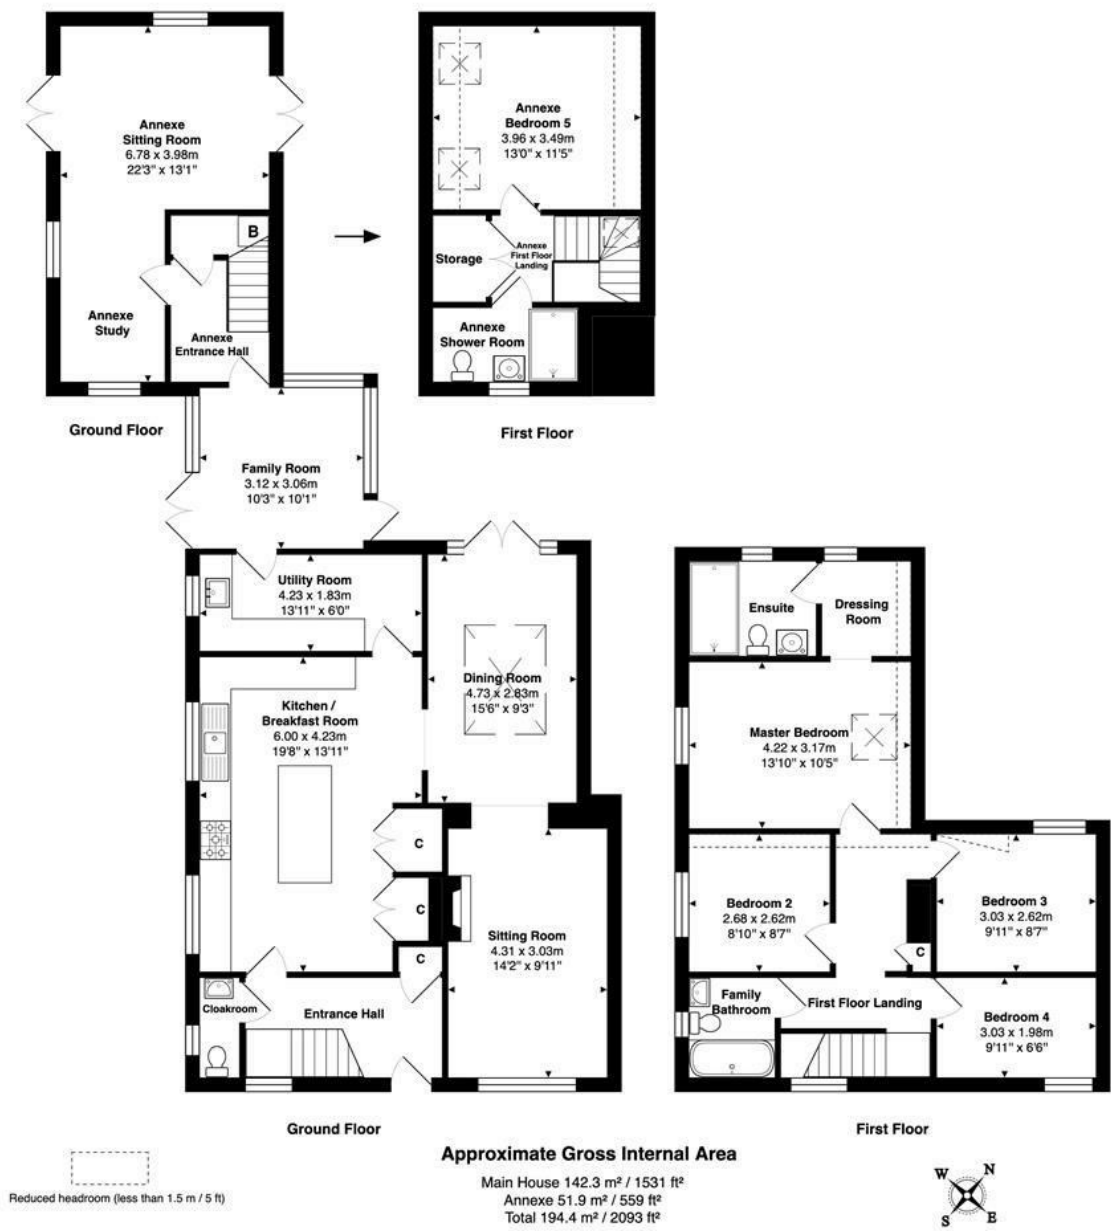 Annexe
Sitting Room
6.78 x 3.98m
22'3" x 13'1"
B
Annexe
Study
Annexe
Entrance Hall
Ground Floor
Annexe
Bedroom 5
3.96 x 3.49m
13'0" x 11'5"
Storage
Annexe
First Floor
Landing
Annexe
Shower Room
First Floor
Family Room
3.12 x 3.06m
10'3" x 10'1"
Utility Room
4.23 x 1.83m
13'11" x 6'0"
Kitchen /
Breakfast Room
6.00 x 4.23m
19'8" x 13'11"
Dining Room
4.73 x 2.83m
15'6" x 9'3"
C
C
C
Sitting Room
4.31 x 3.03m
14'2" x 9'11"
Cloakroom
Entrance Hall
Ground Floor
Ensuite
Dressing
Room
Master Bedroom
4.22 x 3.17m
13'10" x 10'5"
Bedroom 2
2.68 x 2.62m
8'10" x 8'7"
Bedroom 3
3.03 x 2.62m
9'11" x 8'7"
C
Family
Bathroom
First Floor Landing
Bedroom 4
3.03 x 1.98m
9'11" x 6'6"
First Floor
Reduced headroom (less than 1.5 m / 5 ft)
Approximate Gross Internal Area
Main House 142.3 m² / 1531 ft²
Annexe 51.9 m² / 559 ft²
Total 194.4 m² / 2093 ft²
W
N
S
E